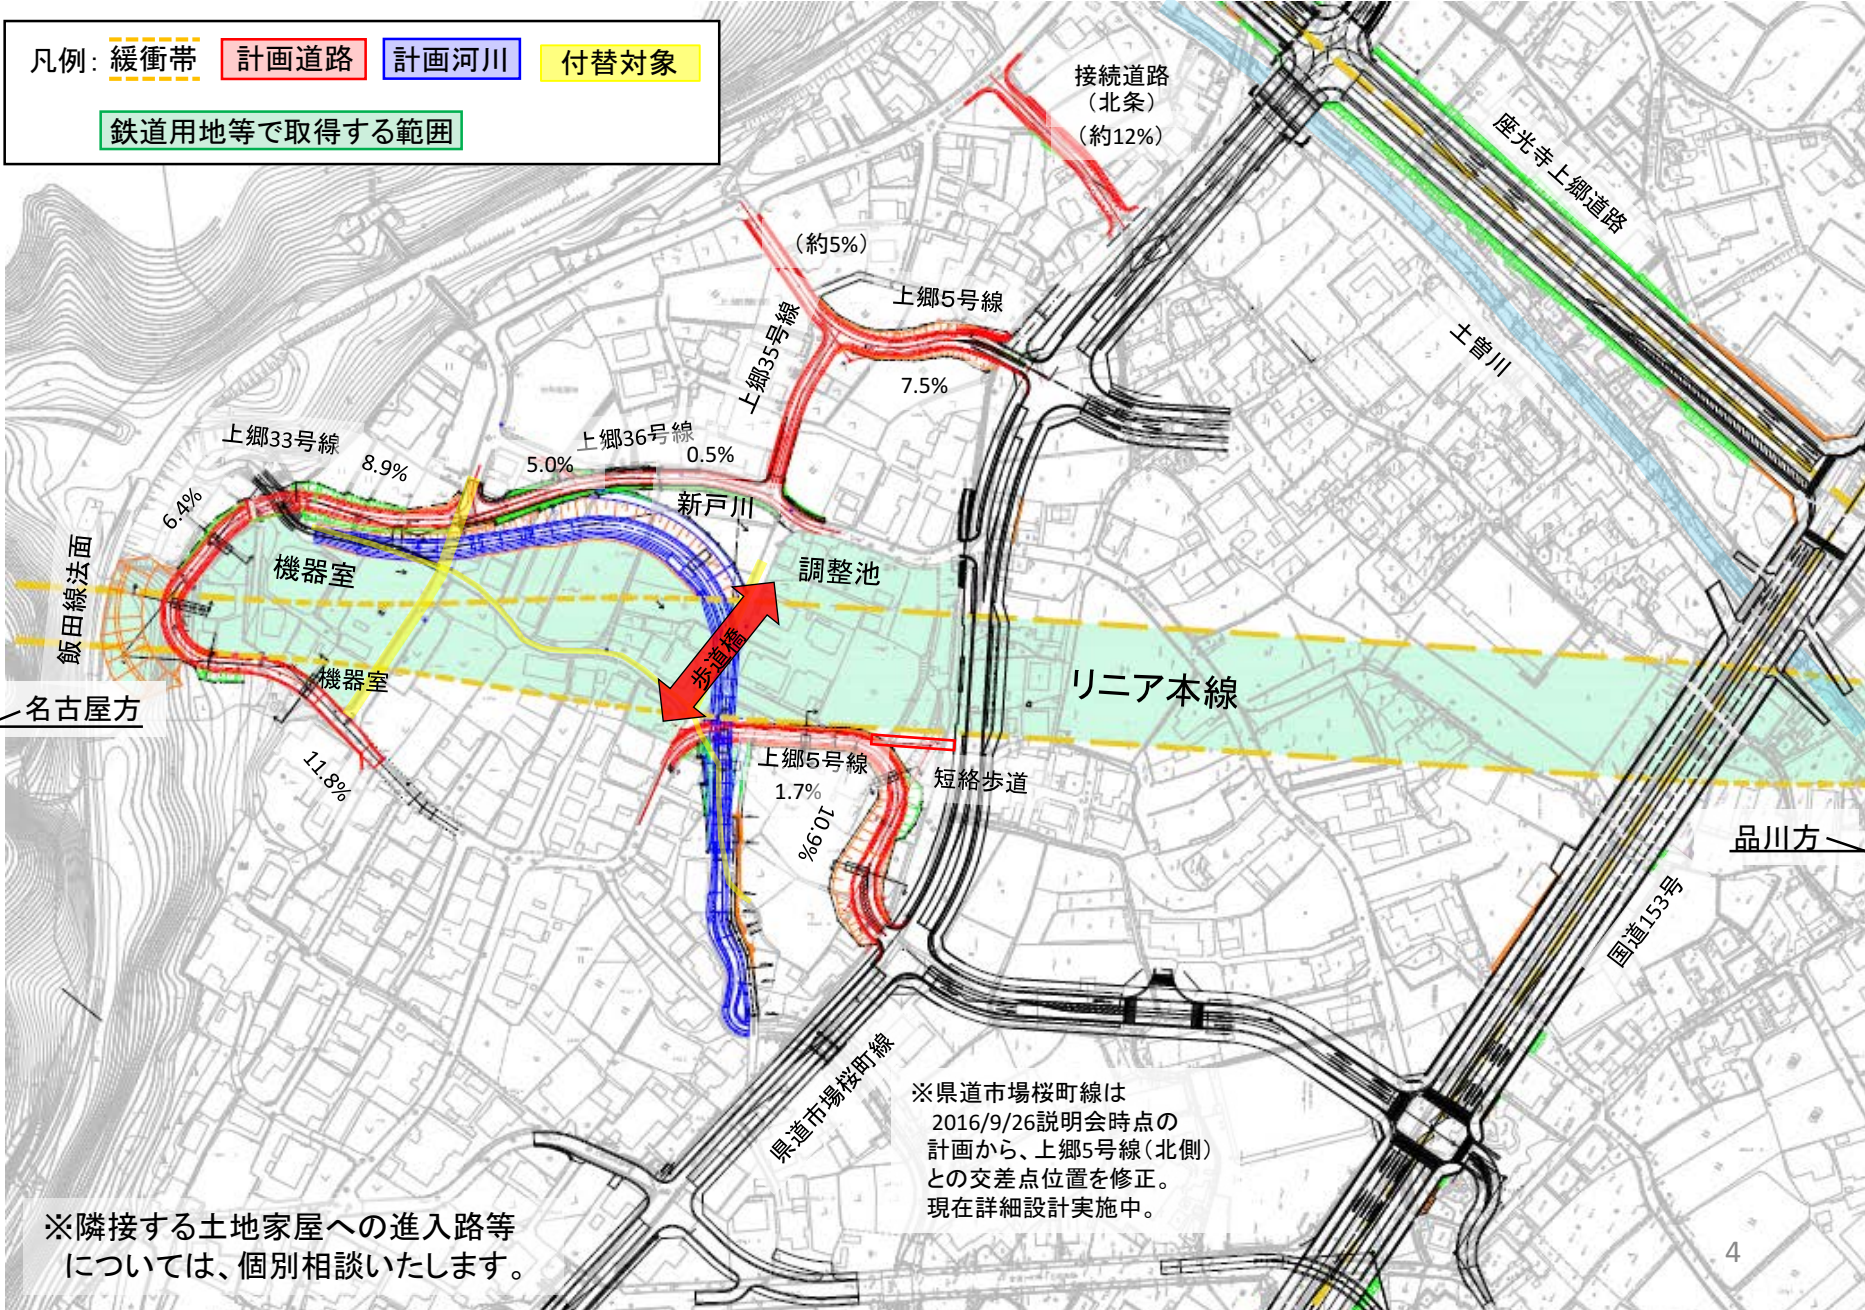 凡例： 緩衝帯 計画道路 計画河川 付替対象
鉄道用地等で取得する範囲
接続道路
（北条）
（約12%）
座光寺上郷道路
（約5%）
上郷5号線
上郷35号線
7.5%
土曽川
上郷33号線
8.9%
上郷36号線
5.0%
0.5%
6.4%
新戸川
飯田線法面
機器室
調整池
歩道橋
機器室
リニア本線
名古屋方
11.8%
上郷5号線
1.7%
短絡歩道
10.9%
品川方
国道153号
県道市場桜町線
※県道市場桜町線は
2016/9/26説明会時点の
計画から、上郷5号線（北側）
との交差点位置を修正。
現在詳細設計実施中。
※隣接する土地家屋への進入路等
については、個別相談いたします。
4